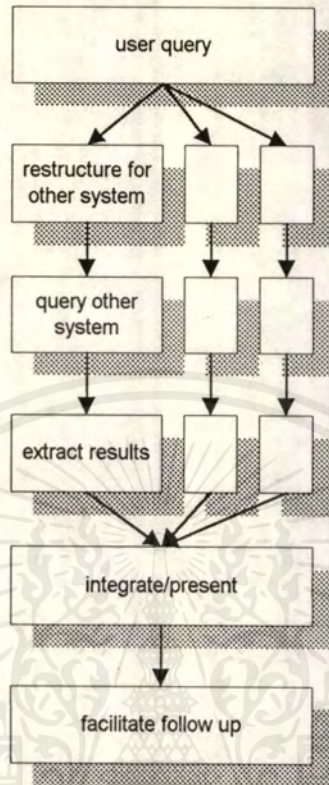 user query
restructure for
other system
query other
system
extract results
integrate/present
facilitate follow up